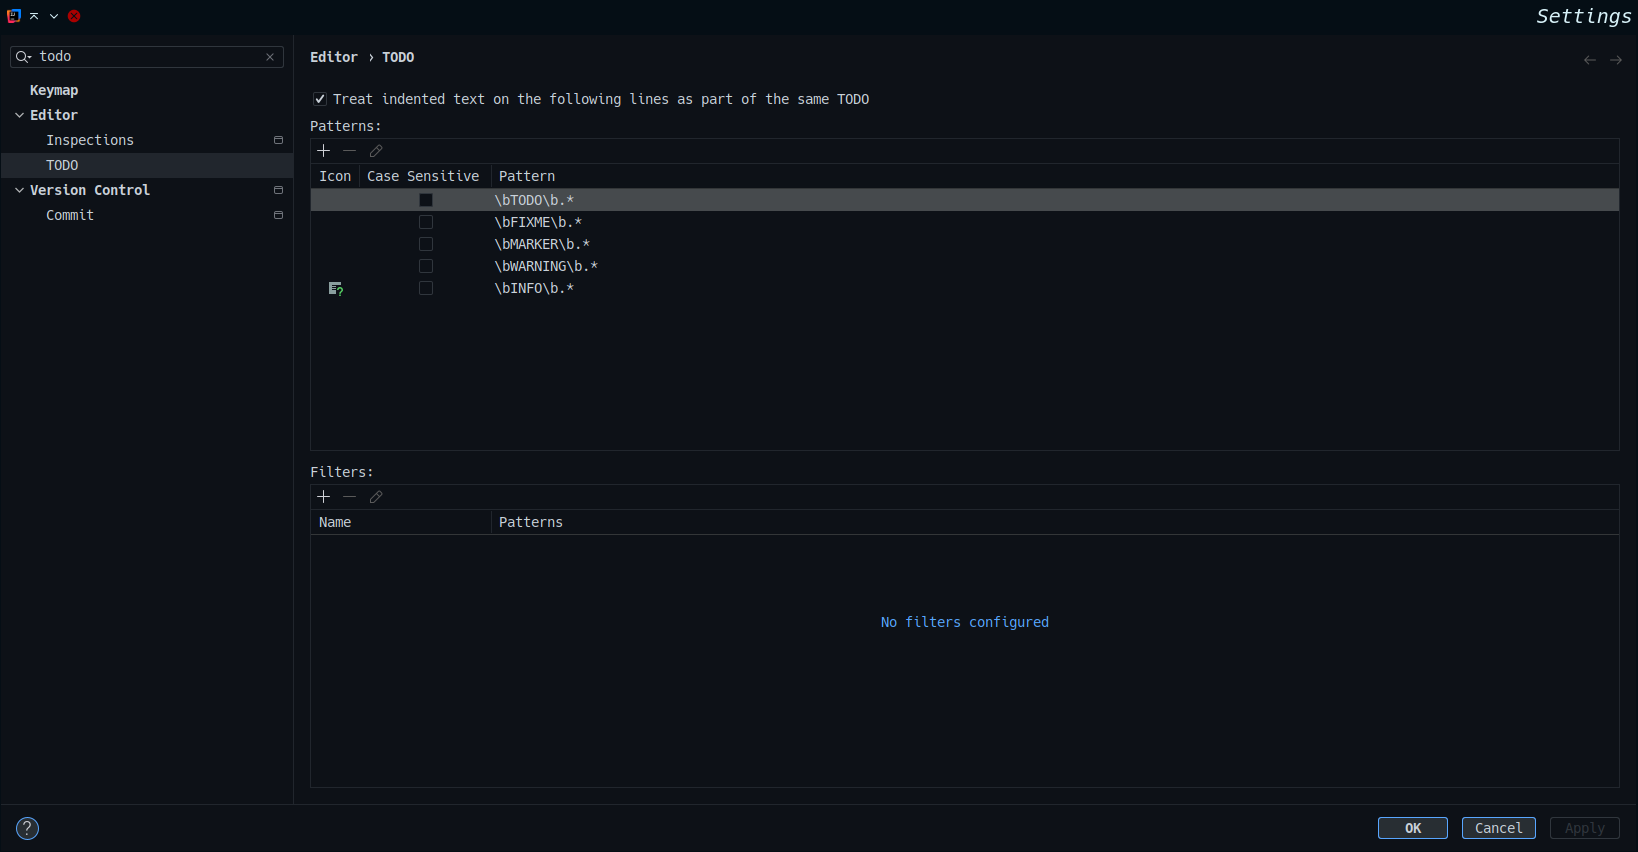 Settings
todo
Keymap
Editor
Inspections
TODO
Version Control
Commit
Editor › TODO
Treat indented text on the following lines as part of the same TODO
Patterns:
Icon Case Sensitive Pattern
\bTODO\b.*
\bFIXME\b.*
\bMARKER\b.*
\bWARNING\b.*
\bINFO\b.*
Filters:
Name Patterns
No filters configured
? OK Cancel Apply